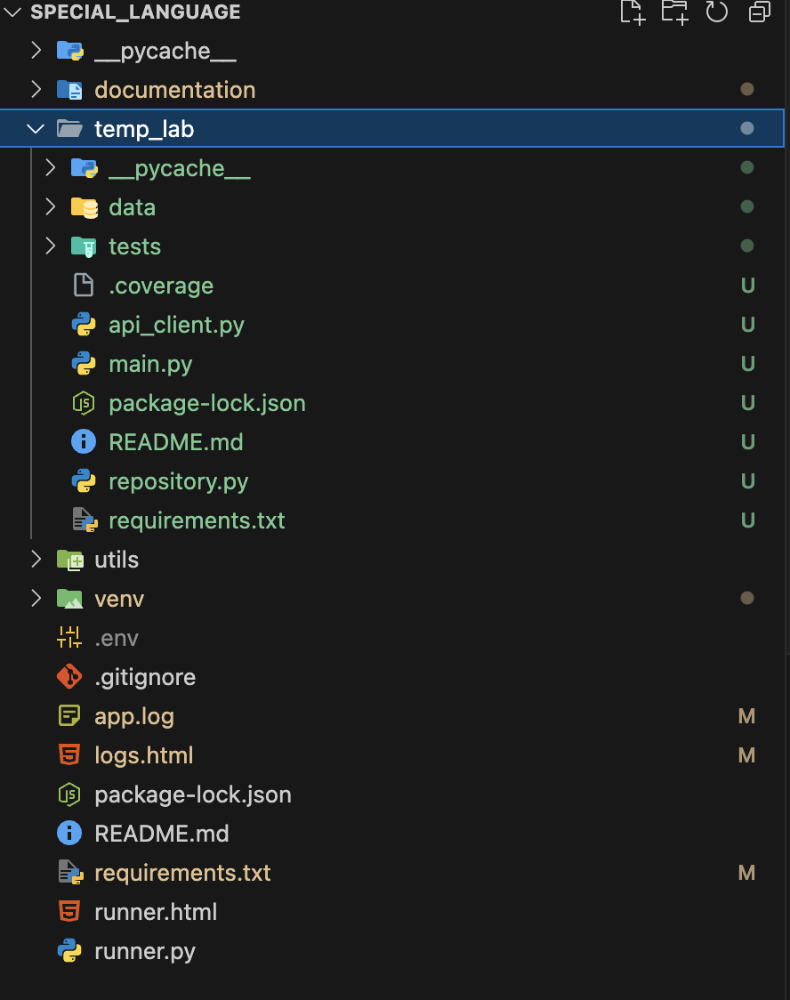 SPECIAL_LANGUAGE
__pycache__
documentation
temp_lab
__pycache__
data
tests
.coverage U
api_client.py U
main.py U
package-lock.json U
README.md U
repository.py U
requirements.txt U
utils
venv
.env
.gitignore
app.log M
logs.html M
package-lock.json
README.md
requirements.txt M
runner.html
runner.py